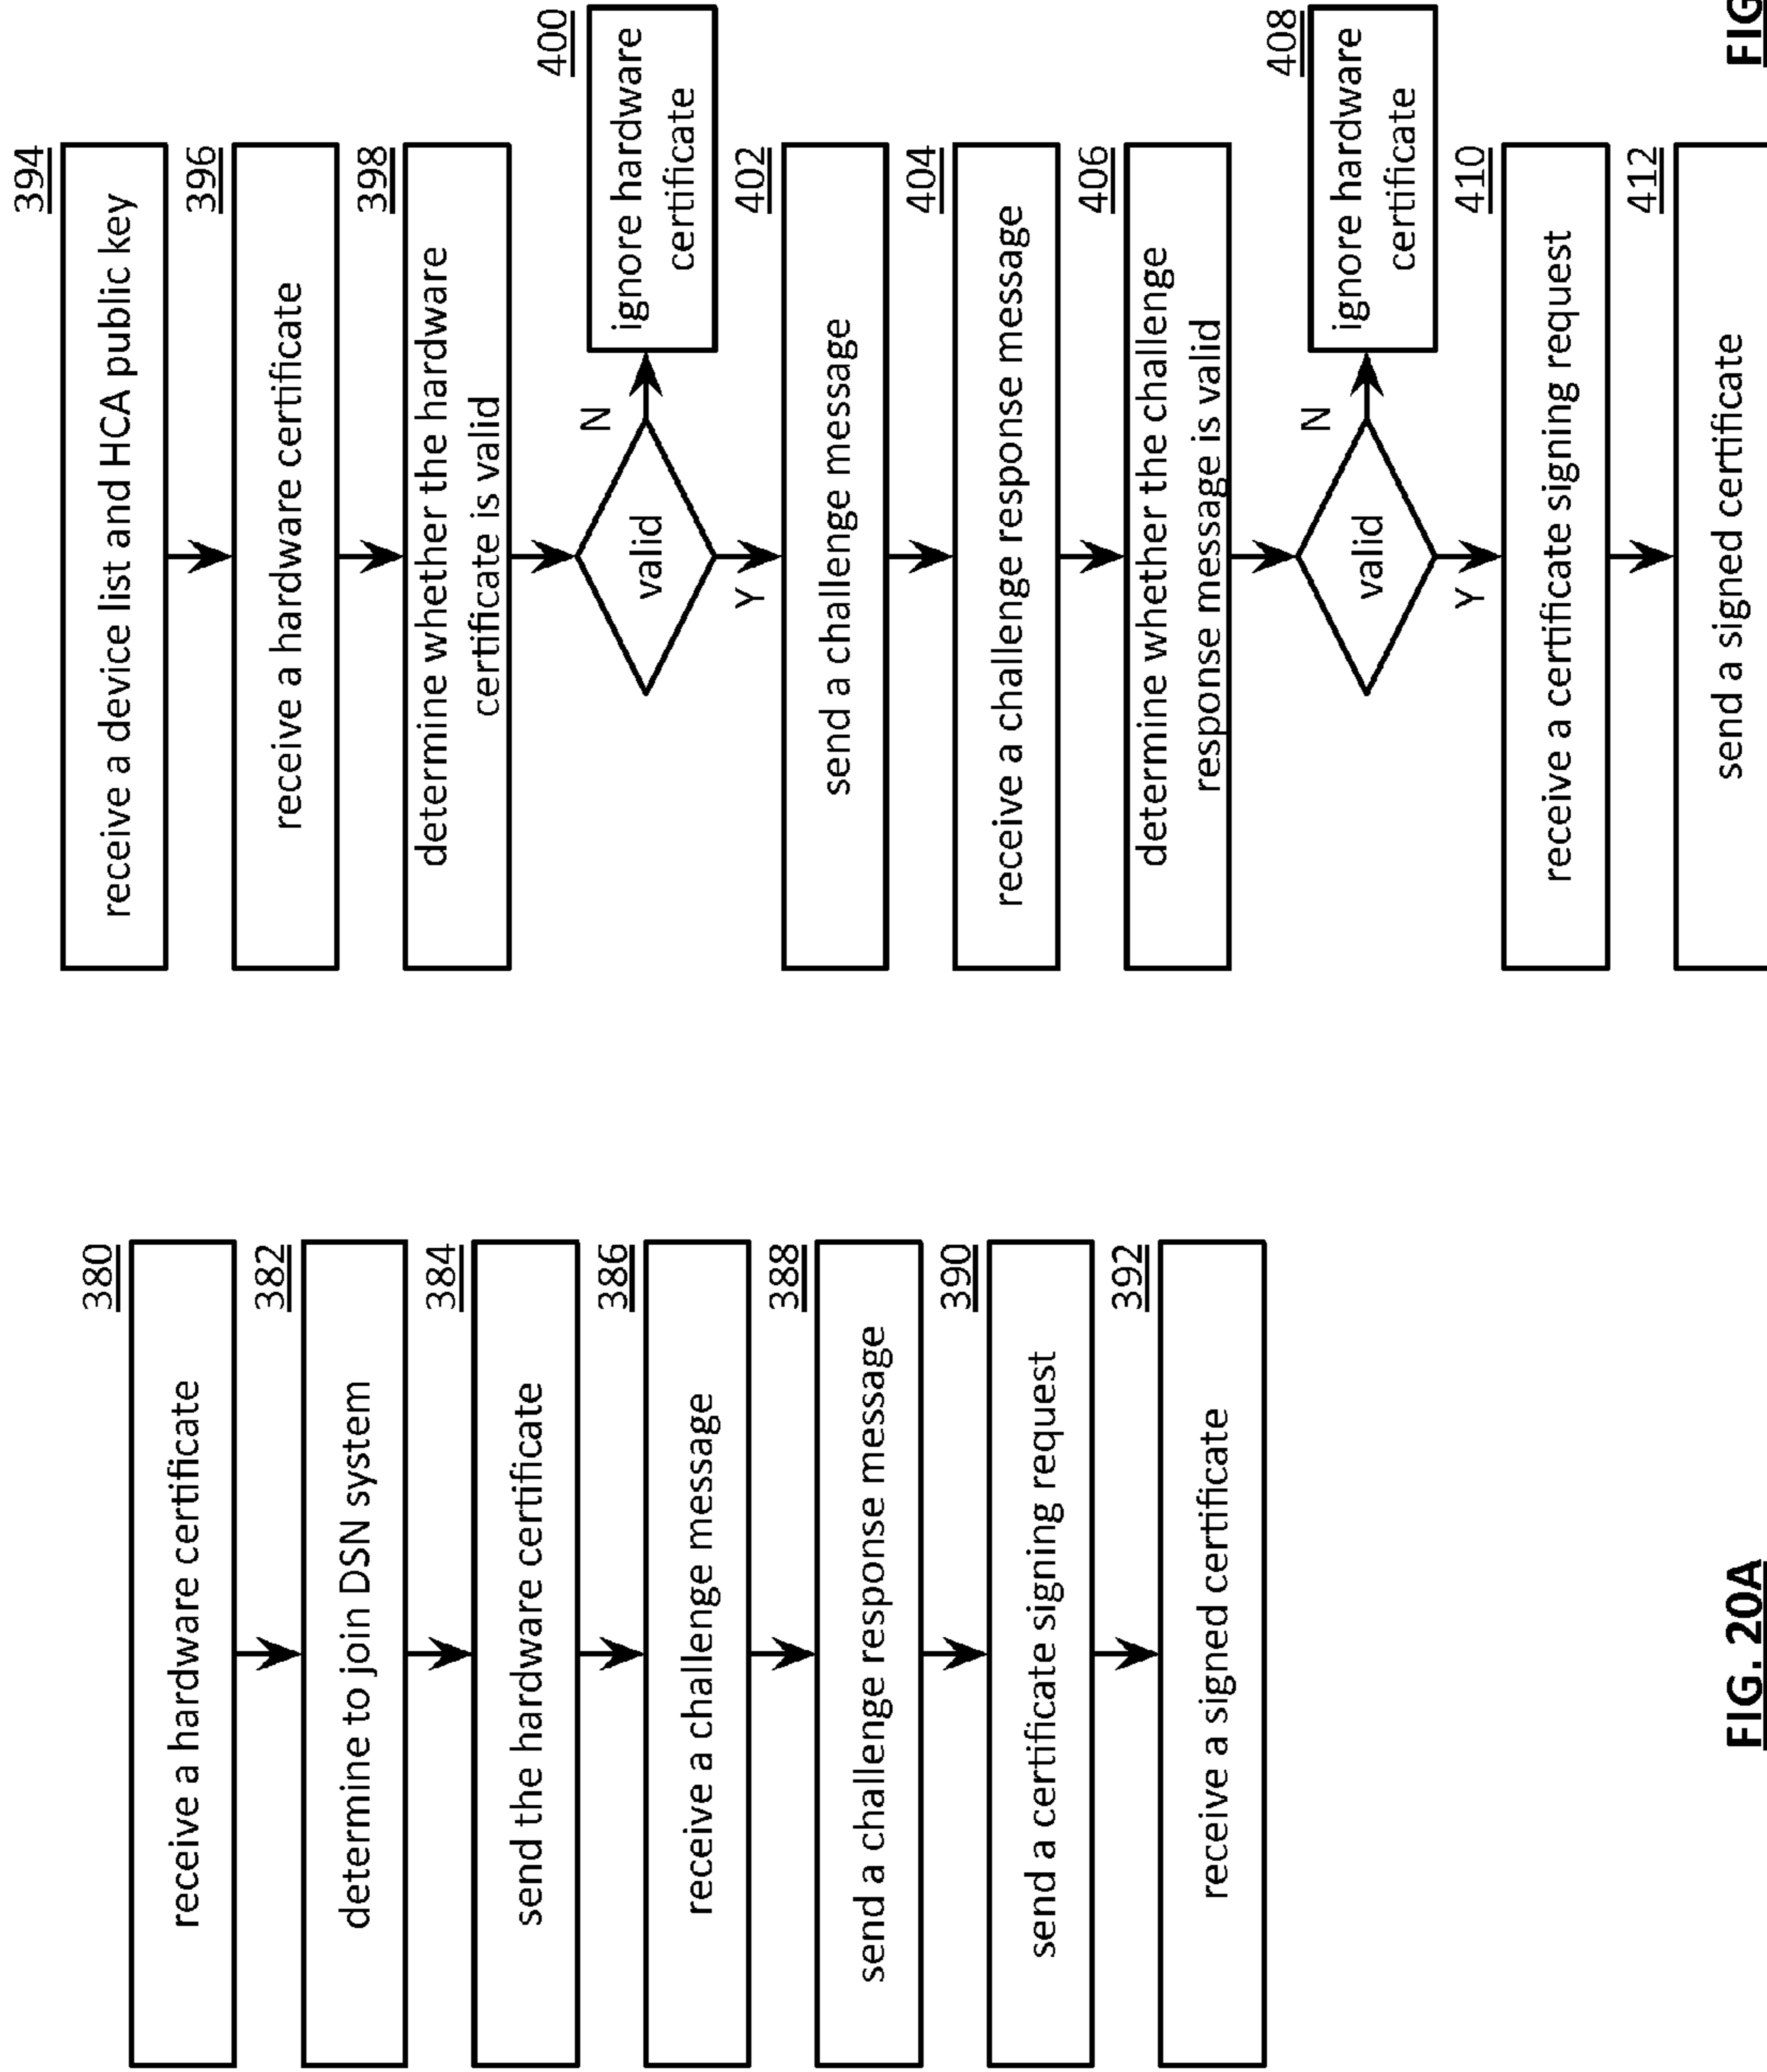 380
receive a hardware certificate
382
determine to join DSN system
384
send the hardware certificate
386
receive a challenge message
388
send a challenge response message
390
send a certificate signing request
392
receive a signed certificate
FIG. 20A
394
receive a device list and HCA public key
396
receive a hardware certificate
398
determine whether the hardware
certificate is valid
valid
N
400
ignore hardware
certificate
Y
402
send a challenge message
404
receive a challenge response message
406
determine whether the challenge
response message is valid
valid
N
408
ignore hardware
certificate
Y
410
receive a certificate signing request
412
send a signed certificate
FIG